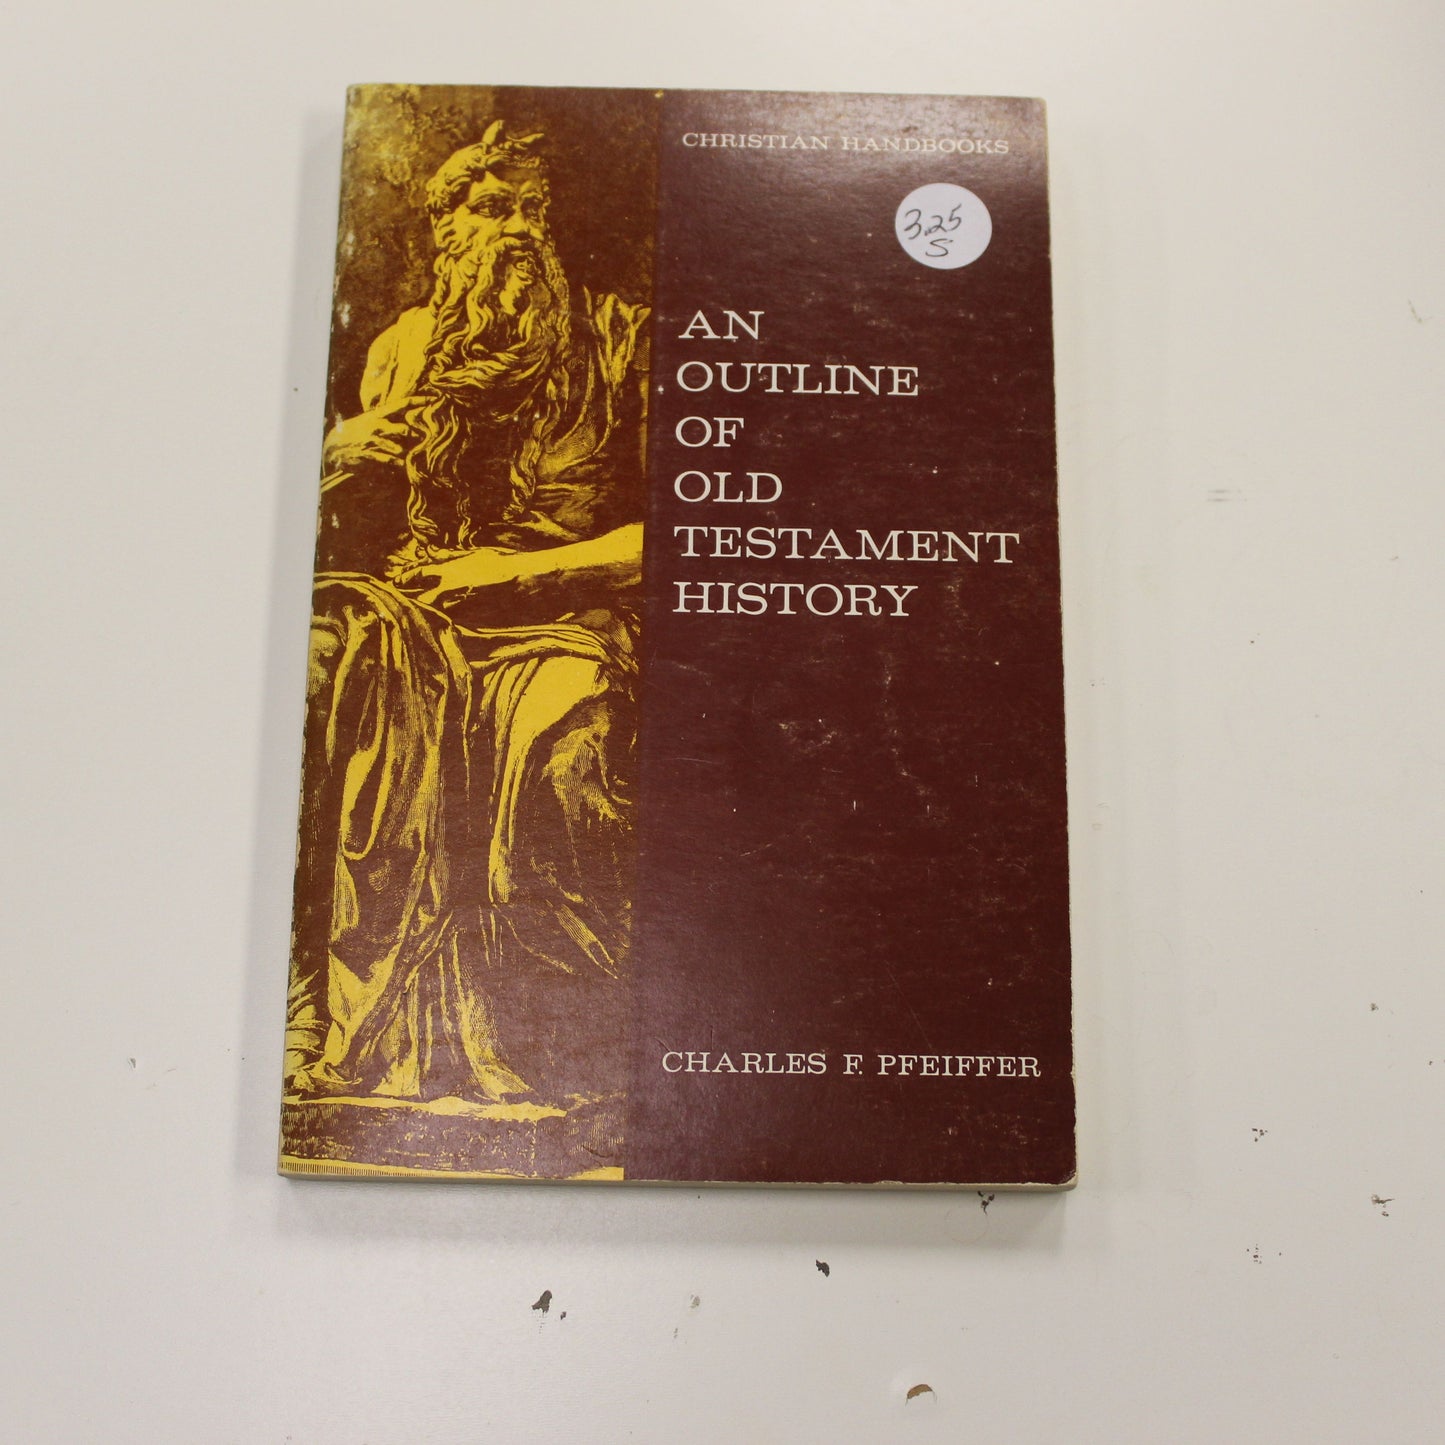 CHRISTIAN HANDBOOKS
3.25
S
AN
OUTLINE
OF
OLD
TESTAMENT
HISTORY
CHARLES F. PFEIFFER